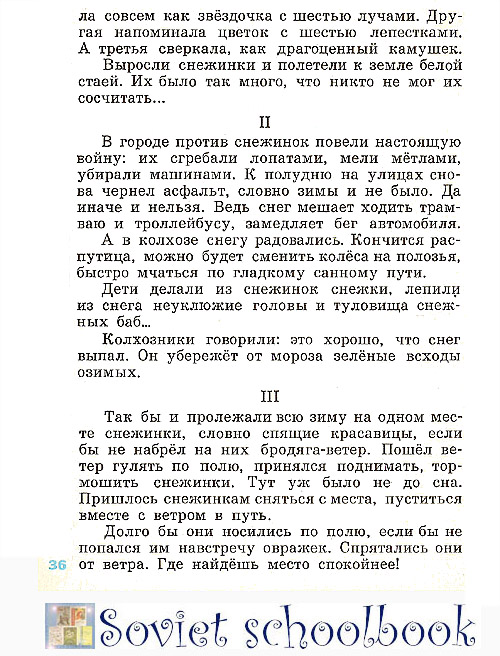 ла совсем как звёздочка с шестью лучами. Дру-
гая напоминала цветок с шестью лепестками.
А третья сверкала, как драгоценный камушек.
Выросли снежинки и полетели к земле белой
стаей. Их было так много, что никто не мог их
сосчитать...
II
В городе против снежинок повели настоящую
войну: их сгребали лопатами, мели мётлами,
убирали машинами. К полудню на улицах сно-
ва чернел асфальт, словно зимы и не было. Да
иначе и нельзя. Ведь снег мешает ходить трам-
ваю и троллейбусу, замедляет бег автомобиля.
А в колхозе снегу радовались. Кончится рас-
путица, можно будет сменить колёса на полозья,
быстро мчаться по гладкому санному пути.
Дети делали из снежинок снежки, лепили
из снега неуклюжие головы и туловища снеж-
ных баб...
Колхозники говорили: это хорошо, что снег
выпал. Он убережёт от мороза зелёные всходы
озимых.
III
Так бы и пролежали всю зиму на одном мес-
те снежинки, словно спящие красавицы, если
бы не набрёл на них бродяга-ветер. Пошёл ве-
тер гулять по полю, принялся поднимать, тор-
мошить снежинки. Тут уж было не до сна.
Пришлось снежинкам сняться с места, пуститься
вместе с ветром в путь.
Долго бы они носились по полю, если бы не
попался им навстречу овражек. Спрятались они
от ветра. Где найдёшь место спокойнее!
36
Soviet schoolbook